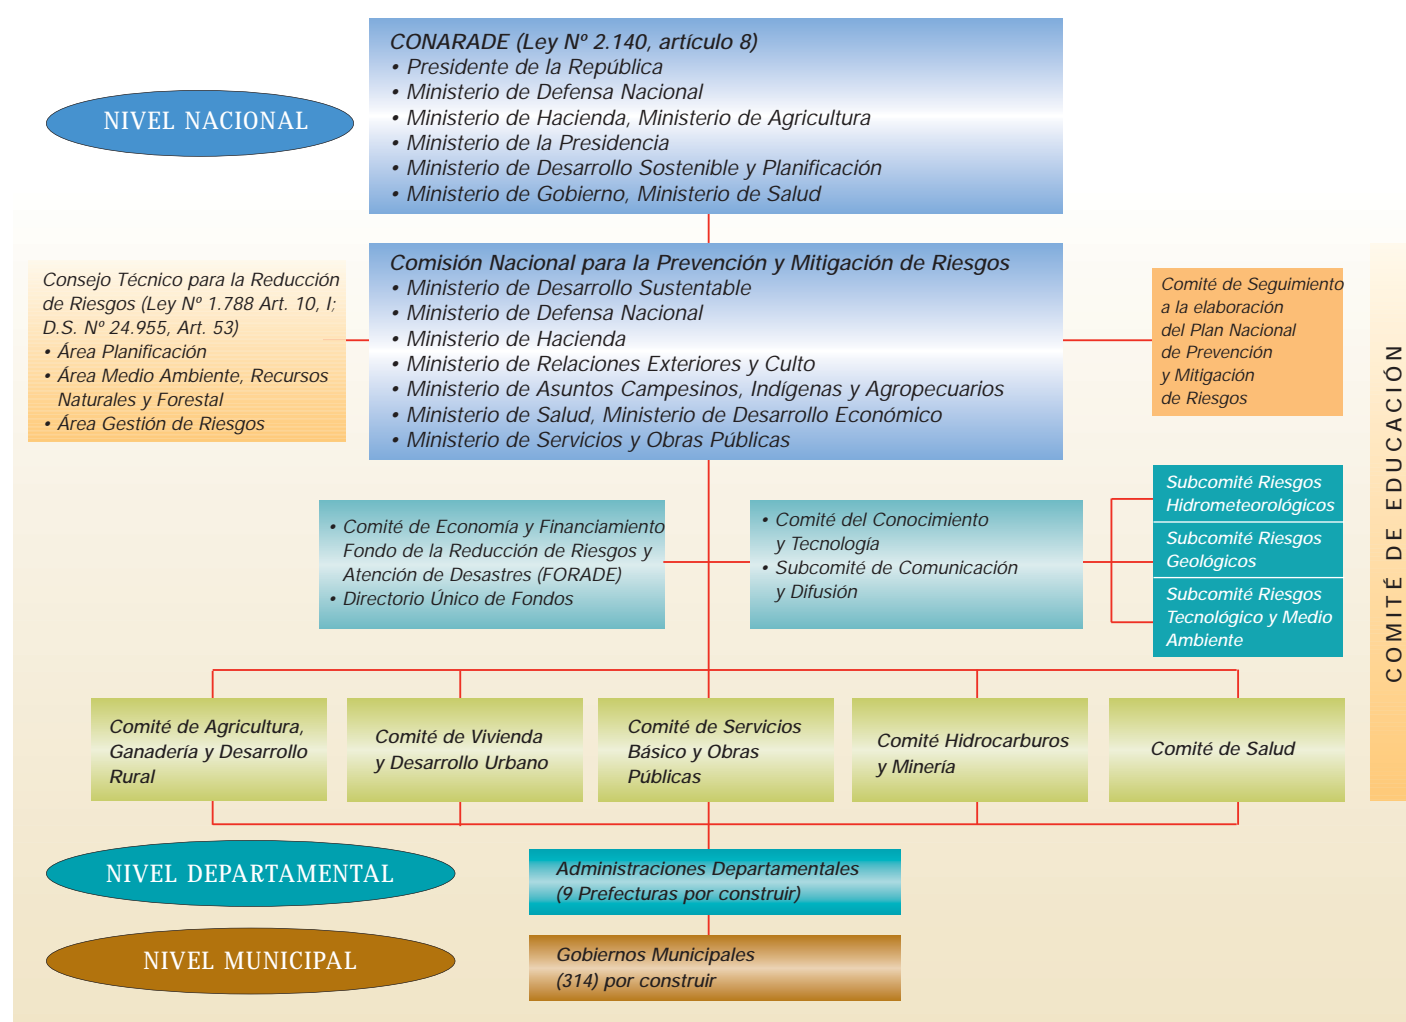 CONARADE (Ley Nº 2.140, artículo 8)
• Presidente de la República
• Ministerio de Defensa Nacional
• Ministerio de Hacienda, Ministerio de Agricultura
• Ministerio de la Presidencia
• Ministerio de Desarrollo Sostenible y Planificación
• Ministerio de Gobierno, Ministerio de Salud
NIVEL NACIONAL
Consejo Técnico para la Reducción
de Riesgos (Ley Nº 1.788 Art. 10, I;
D.S. Nº 24.955, Art. 53)
• Área Planificación
• Área Medio Ambiente, Recursos
Naturales y Forestal
• Área Gestión de Riesgos
Comisión Nacional para la Prevención y Mitigación de Riesgos
• Ministerio de Desarrollo Sustentable
• Ministerio de Defensa Nacional
• Ministerio de Hacienda
• Ministerio de Relaciones Exteriores y Culto
• Ministerio de Asuntos Campesinos, Indígenas y Agropecuarios
• Ministerio de Salud, Ministerio de Desarrollo Económico
• Ministerio de Servicios y Obras Públicas
Comité de Seguimiento
a la elaboración
del Plan Nacional
de Prevención
y Mitigación
de Riesgos
COMITÉ DE EDUCACIÓN
• Comité de Economía y Financiamiento
Fondo de la Reducción de Riesgos y
Atención de Desastres (FORADE)
• Directorio Único de Fondos
• Comité del Conocimiento
y Tecnología
• Subcomité de Comunicación
y Difusión
Subcomité Riesgos
Hidrometeorológicos
Subcomité Riesgos
Geológicos
Subcomité Riesgos
Tecnológico y Medio
Ambiente
Comité de Agricultura,
Ganadería y Desarrollo
Rural
Comité de Vivienda
y Desarrollo Urbano
Comité de Servicios
Básico y Obras
Públicas
Comité Hidrocarburos
y Minería
Comité de Salud
NIVEL DEPARTAMENTAL
Administraciones Departamentales
(9 Prefecturas por construir)
NIVEL MUNICIPAL
Gobiernos Municipales
(314) por construir